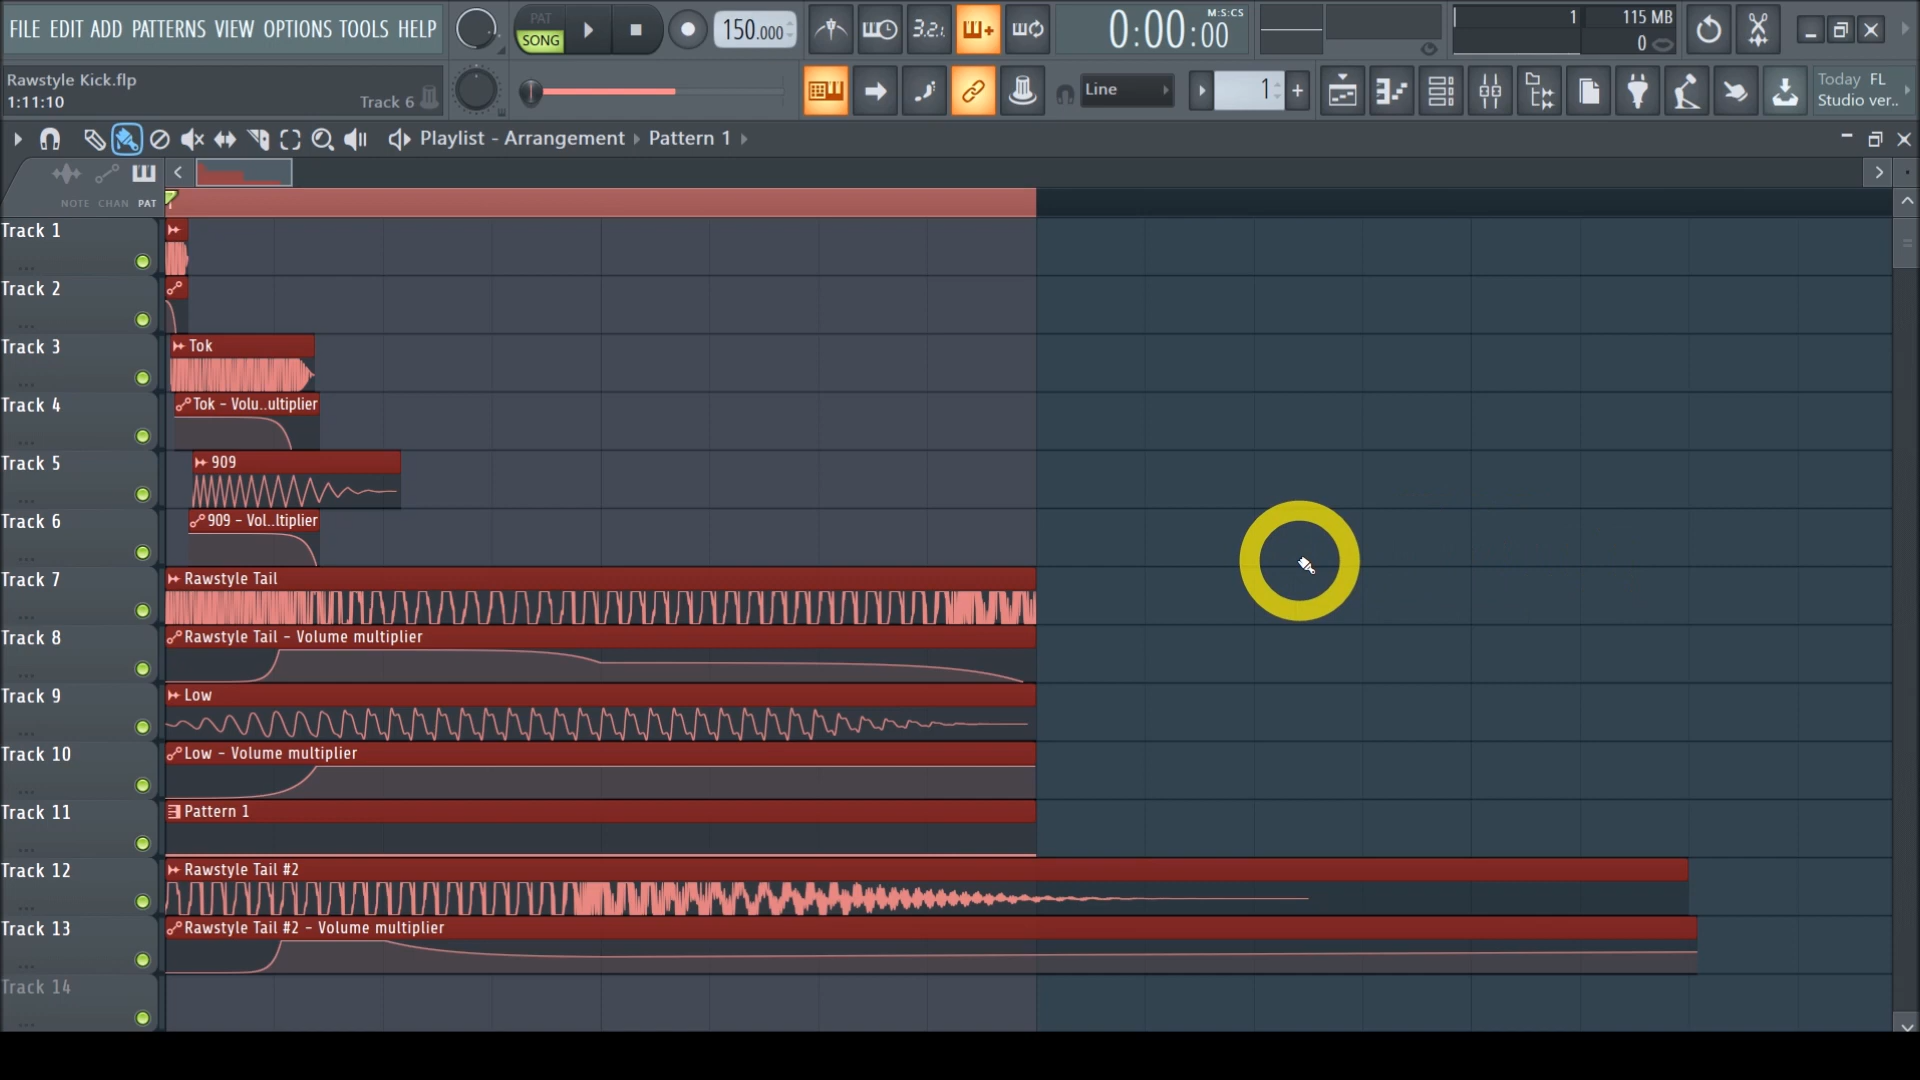 FILE EDIT ADD PATTERNS VIEW OPTIONS TOOLS HELP
PAT
SONG
150.000
3.2.1
M:S:CS
0:00:00
1
115 MB
0
Rawstyle Kick.flp
1:11:10
Track 6
Line
1
Today FL
Studio ver..
Playlist - Arrangement
Pattern 1
NOTE CHAN PAT
Track 1
Track 2
Track 3
Tok
Track 4
Tok - Volu..ultiplier
Track 5
909
Track 6
909 - Vol..ltiplier
Track 7
Rawstyle Tail
Track 8
Rawstyle Tail - Volume multiplier
Track 9
Low
Track 10
Low - Volume multiplier
Track 11
Pattern 1
Track 12
Rawstyle Tail #2
Track 13
Rawstyle Tail #2 - Volume multiplier
Track 14